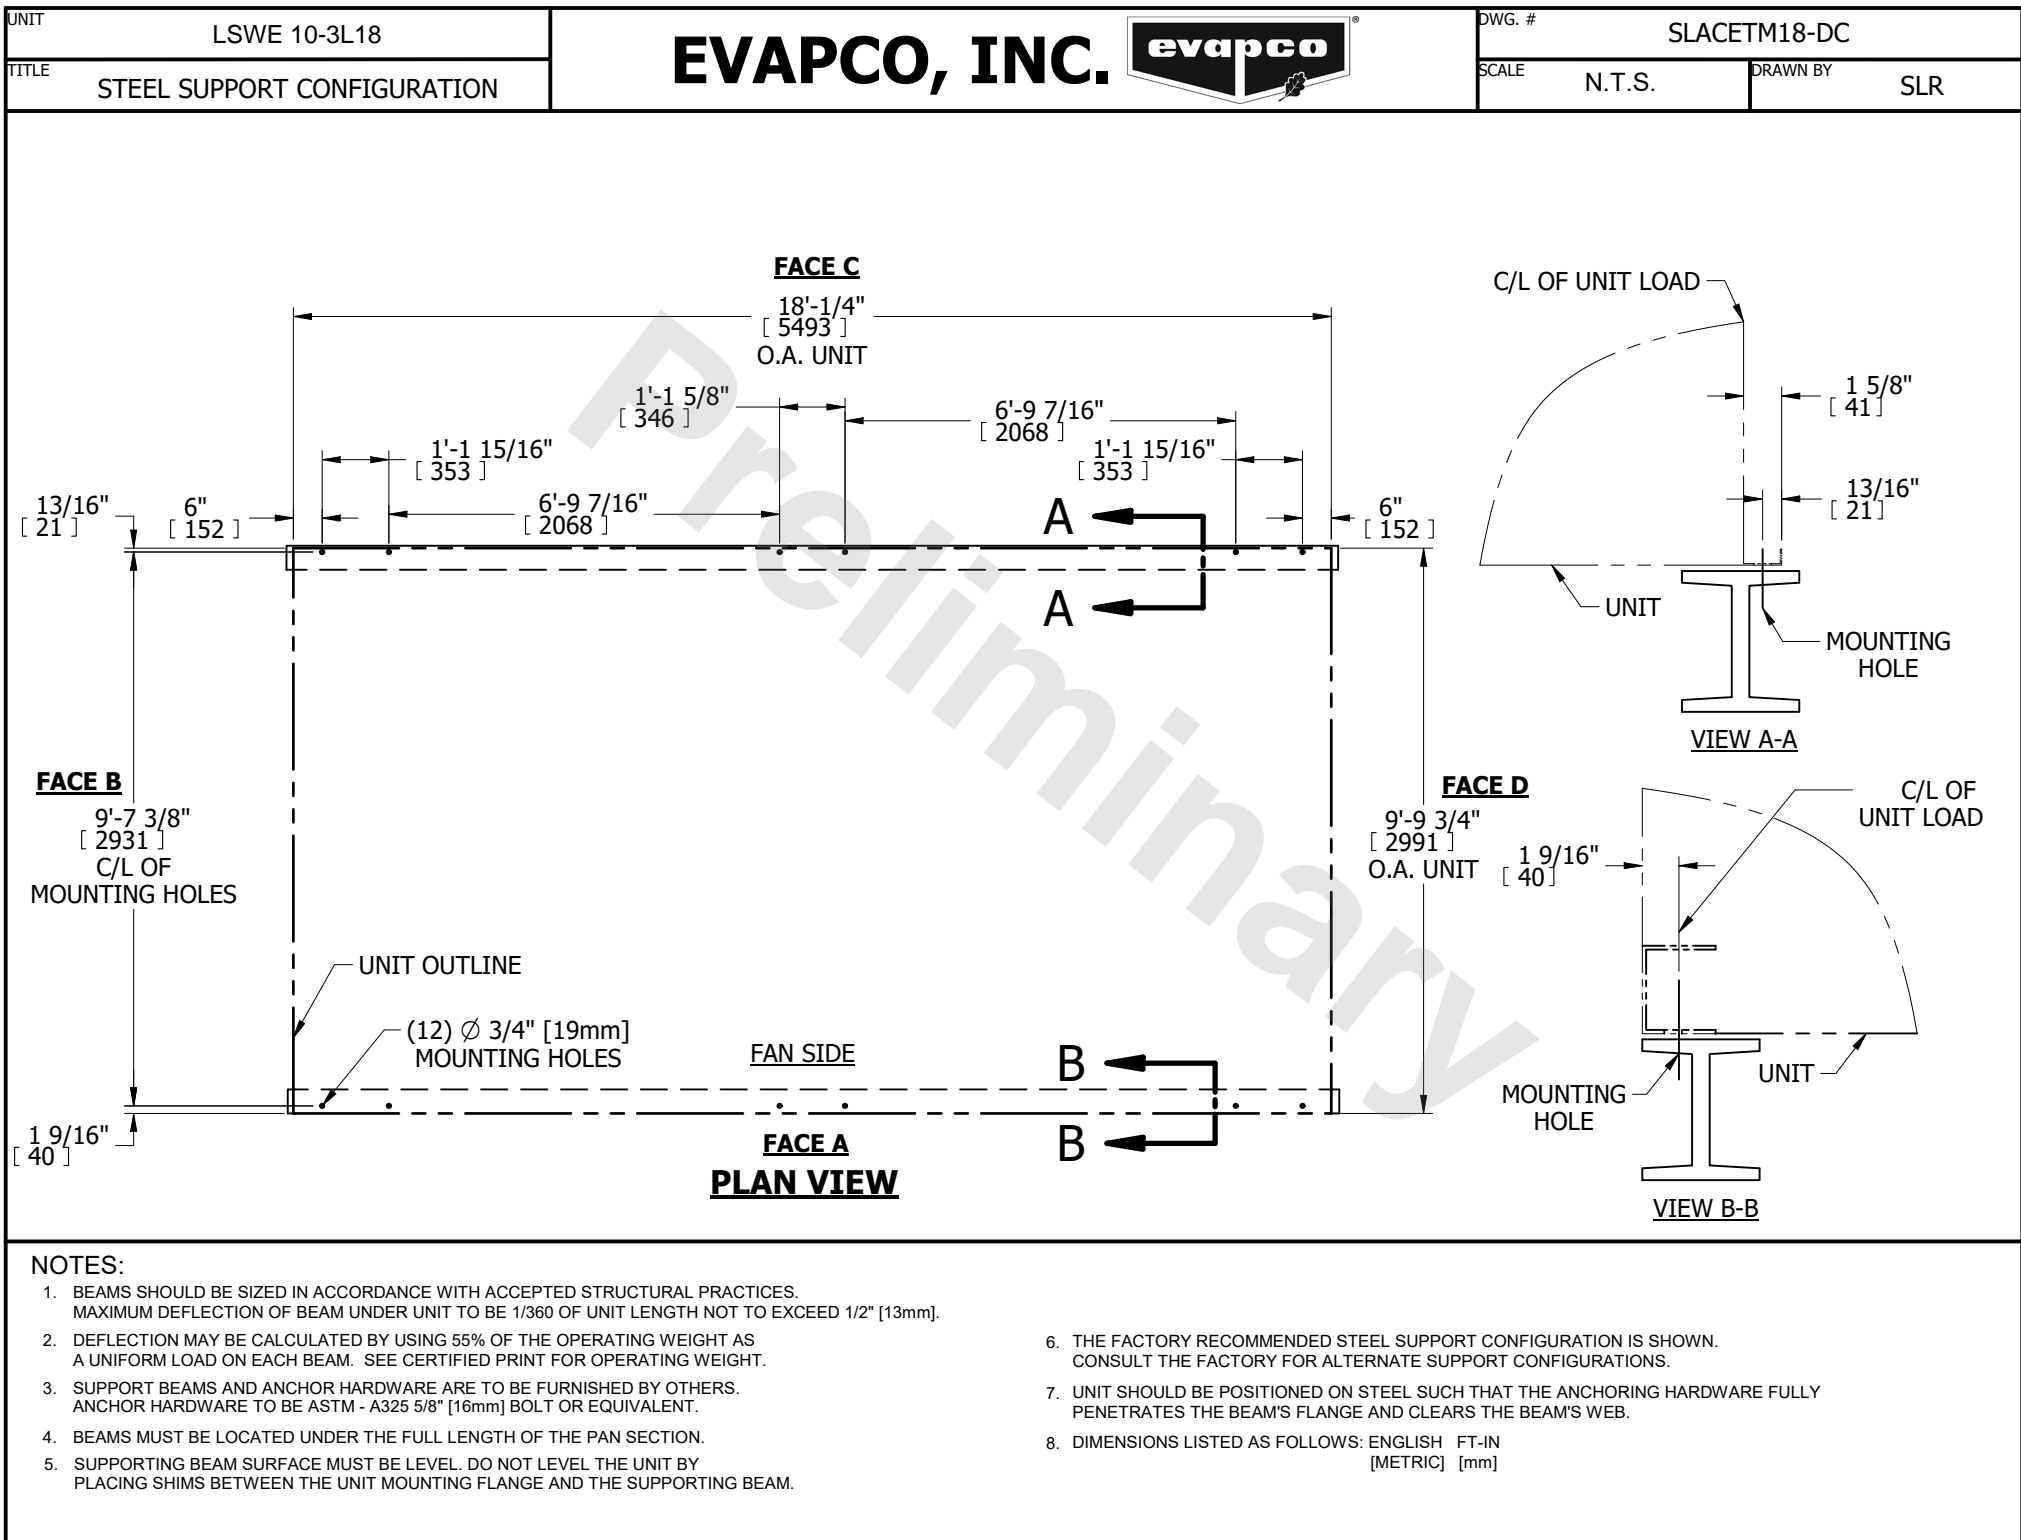 UNIT
LSWE 10-3L18
TITLE
STEEL SUPPORT CONFIGURATION
EVAPCO, INC.
evapco
®
DWG. #
SLACETM18-DC
SCALE
N.T.S.
DRAWN BY
SLR
FACE C
18'-1/4"
[ 5493 ]
O.A. UNIT
1'-1 5/8"
[ 346 ]
6'-9 7/16"
[ 2068 ]
1'-1 15/16"
[ 353 ]
1'-1 15/16"
[ 353 ]
13/16"
[ 21 ]
6"
[ 152 ]
6'-9 7/16"
[ 2068 ]
6"
[ 152 ]
A
A
FACE B
9'-7 3/8"
[ 2931 ]
C/L OF
MOUNTING HOLES
FACE D
9'-9 3/4"
[ 2991 ]
O.A. UNIT
UNIT OUTLINE
(12) Ø 3/4" [19mm]
MOUNTING HOLES
FAN SIDE
B
B
1 9/16"
[ 40 ]
FACE A
PLAN VIEW
C/L OF UNIT LOAD
1 5/8"
[ 41 ]
13/16"
[ 21 ]
UNIT
MOUNTING
HOLE
VIEW A-A
C/L OF
UNIT LOAD
1 9/16"
[ 40 ]
UNIT
MOUNTING
HOLE
VIEW B-B
Preliminary
NOTES:
1. BEAMS SHOULD BE SIZED IN ACCORDANCE WITH ACCEPTED STRUCTURAL PRACTICES.
MAXIMUM DEFLECTION OF BEAM UNDER UNIT TO BE 1/360 OF UNIT LENGTH NOT TO EXCEED 1/2" [13mm].
2. DEFLECTION MAY BE CALCULATED BY USING 55% OF THE OPERATING WEIGHT AS
A UNIFORM LOAD ON EACH BEAM. SEE CERTIFIED PRINT FOR OPERATING WEIGHT.
3. SUPPORT BEAMS AND ANCHOR HARDWARE ARE TO BE FURNISHED BY OTHERS.
ANCHOR HARDWARE TO BE ASTM - A325 5/8" [16mm] BOLT OR EQUIVALENT.
4. BEAMS MUST BE LOCATED UNDER THE FULL LENGTH OF THE PAN SECTION.
5. SUPPORTING BEAM SURFACE MUST BE LEVEL. DO NOT LEVEL THE UNIT BY
PLACING SHIMS BETWEEN THE UNIT MOUNTING FLANGE AND THE SUPPORTING BEAM.
6. THE FACTORY RECOMMENDED STEEL SUPPORT CONFIGURATION IS SHOWN.
CONSULT THE FACTORY FOR ALTERNATE SUPPORT CONFIGURATIONS.
7. UNIT SHOULD BE POSITIONED ON STEEL SUCH THAT THE ANCHORING HARDWARE FULLY
PENETRATES THE BEAM'S FLANGE AND CLEARS THE BEAM'S WEB.
8. DIMENSIONS LISTED AS FOLLOWS: ENGLISH FT-IN
[METRIC] [mm]